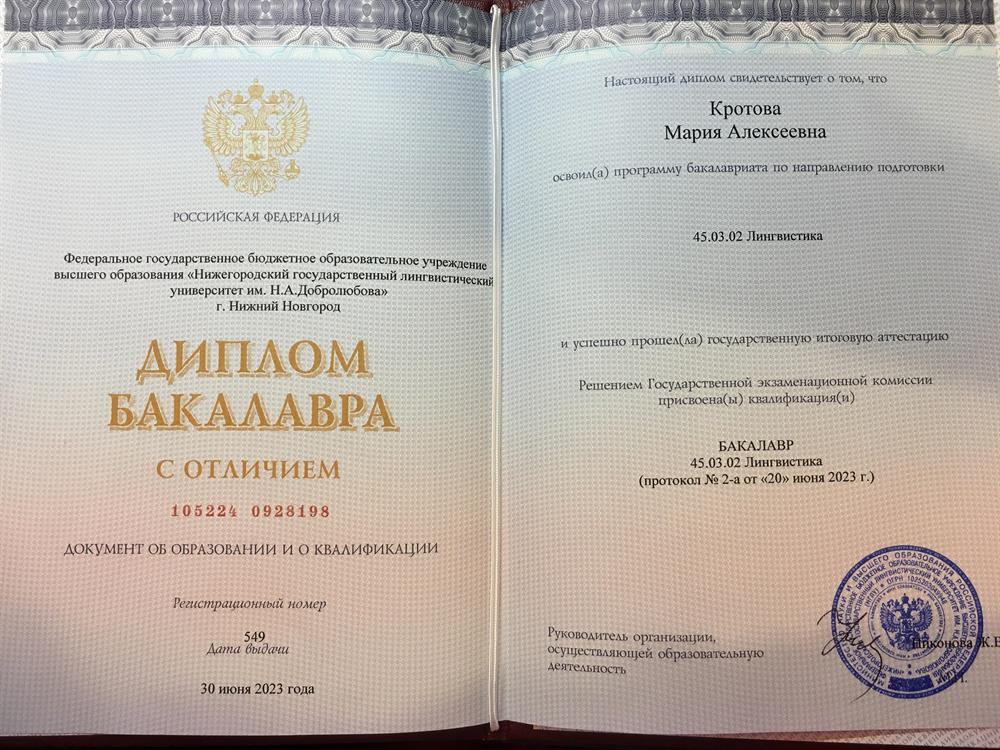 РОССИЙСКАЯ ФЕДЕРАЦИЯ
Федеральное государственное бюджетное образовательное учреждение
высшего образования «Нижегородский государственный лингвистический
университет им. Н.А.Добролюбова»
г. Нижний Новгород
ДИПЛОМ
БАКАЛАВРА
С ОТЛИЧИЕМ
105224 0928198
ДОКУМЕНТ ОБ ОБРАЗОВАНИИ И О КВАЛИФИКАЦИИ
Регистрационный номер
549
Дата выдачи
30 июня 2023 года
Настоящий диплом свидетельствует о том, что
Кротова
Мария Алексеевна
освоил(а) программу бакалавриата по направлению подготовки
45.03.02 Лингвистика
и успешно прошел(ла) государственную итоговую аттестацию
Решением Государственной экзаменационной комиссии
присвоена(ы) квалификация(и)
БАКАЛАВР
45.03.02 Лингвистика
(протокол № 2-а от «20» июня 2023 г.)
Руководитель организации,
осуществляющей образовательную
деятельность
Никонова Ж.В